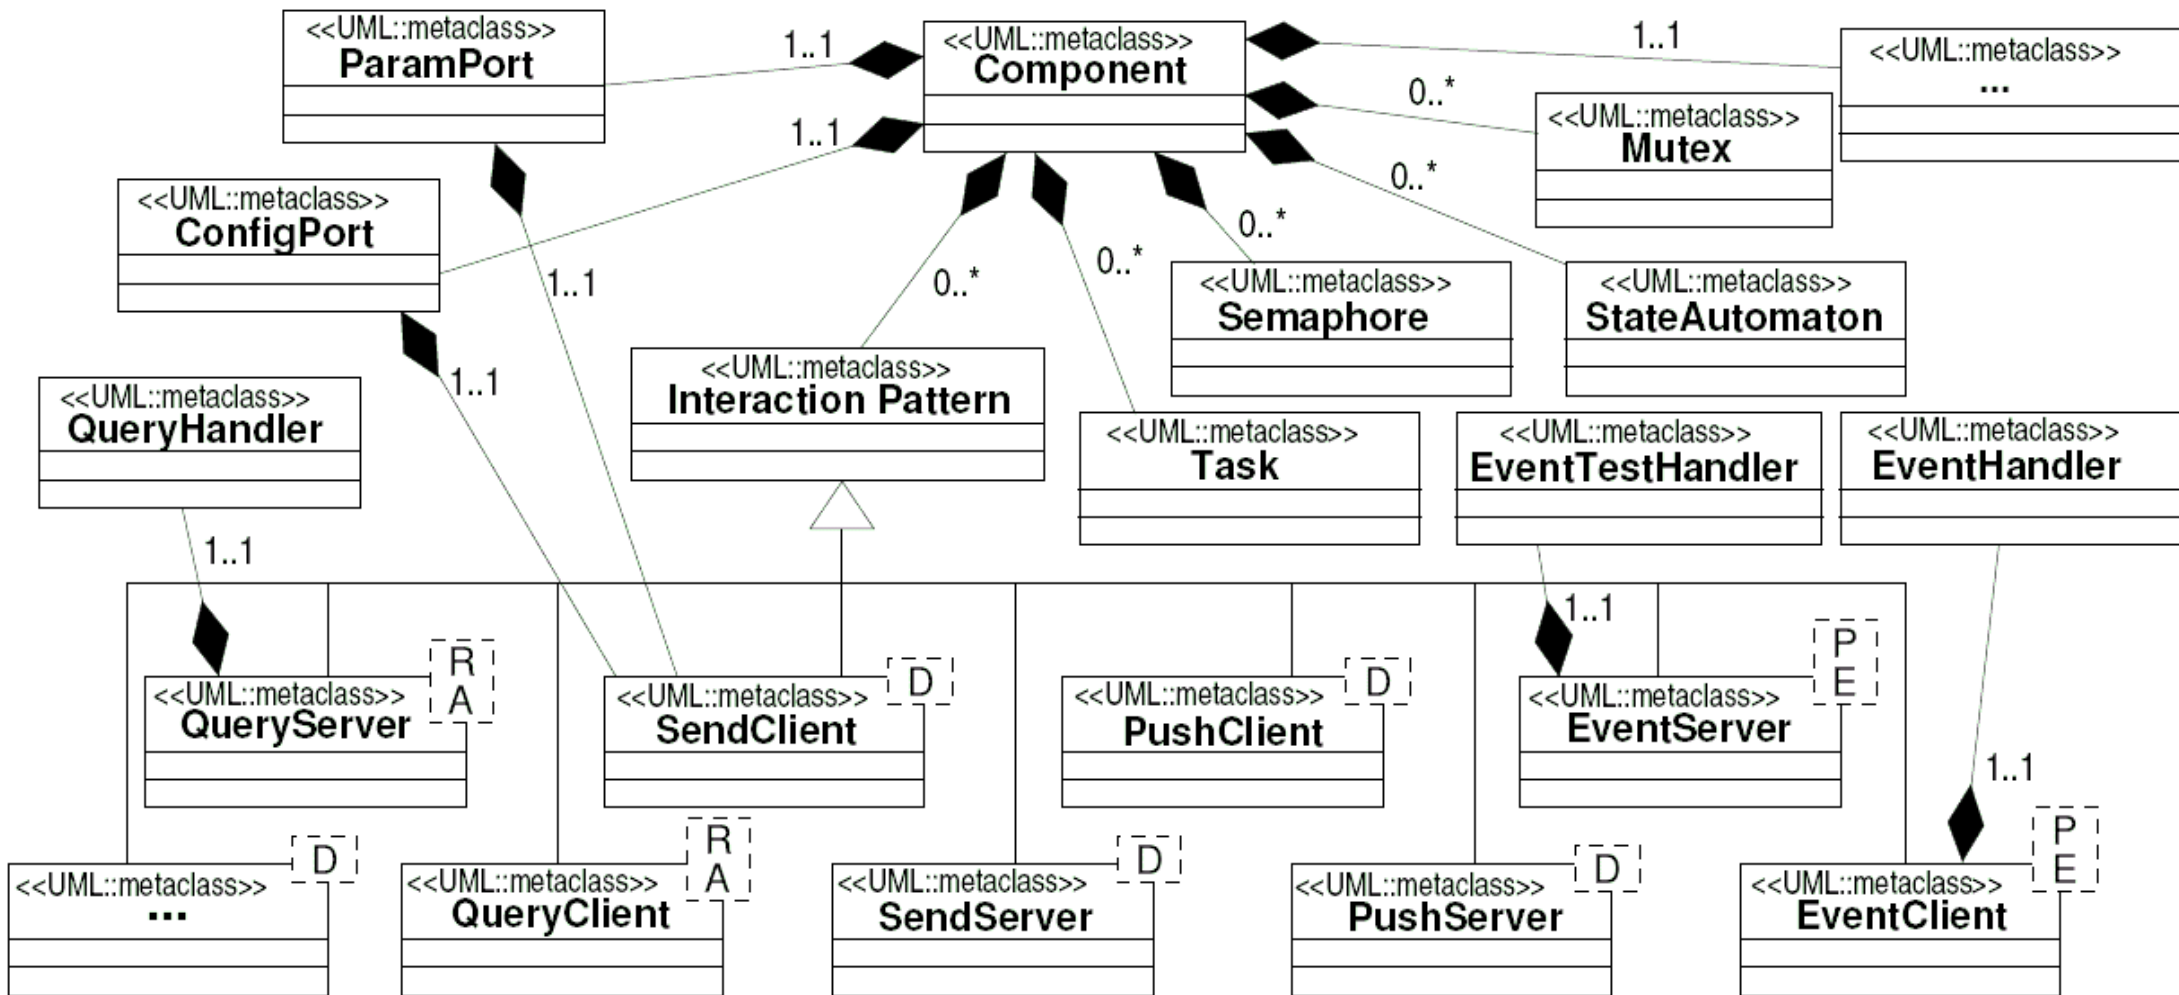 <<UML::metaclass>>
ParamPort
1..1
<<UML::metaclass>>
Component
1..1
<<UML::metaclass>>
...
0..*
<<UML::metaclass>>
Mutex
1..1
0..*
<<UML::metaclass>>
ConfigPort
0..*
0..*
0..*
1..1
<<UML::metaclass>>
Semaphore
<<UML::metaclass>>
StateAutomaton
1..1
<<UML::metaclass>>
Interaction Pattern
<<UML::metaclass>>
QueryHandler
<<UML::metaclass>>
Task
<<UML::metaclass>>
EventTestHandler
<<UML::metaclass>>
EventHandler
1..1
1..1
R
A
<<UML::metaclass>>
QueryServer
D
<<UML::metaclass>>
SendClient
D
<<UML::metaclass>>
PushClient
P
E
<<UML::metaclass>>
EventServer
1..1
D
<<UML::metaclass>>
...
R
A
<<UML::metaclass>>
QueryClient
D
<<UML::metaclass>>
SendServer
D
<<UML::metaclass>>
PushServer
P
E
<<UML::metaclass>>
EventClient